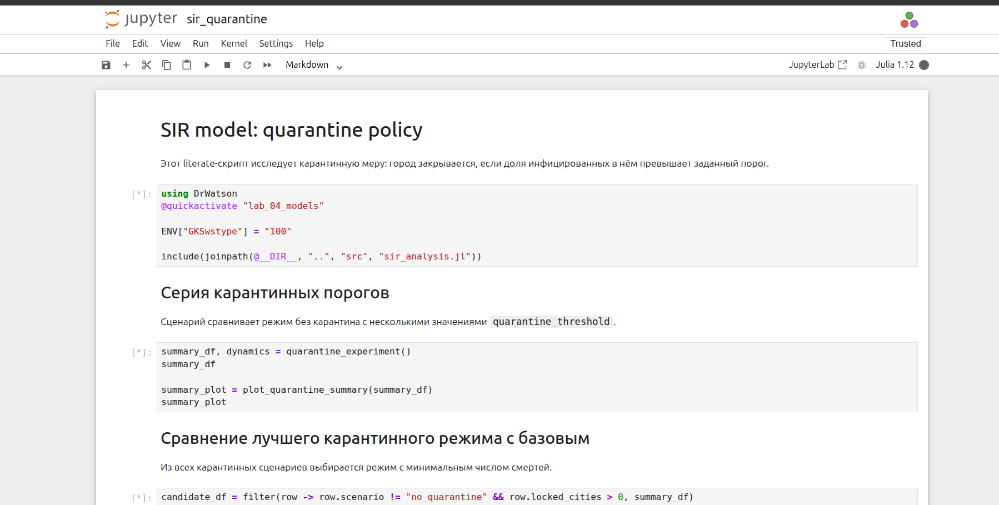 jupyter sir_quarantine
File Edit View Run Kernel Settings Help
Trusted
Markdown
JupyterLab
Julia 1.12
SIR model: quarantine policy
Этот literate-скрипт исследует карантинную меру: город закрывается, если доля инфицированных в нём превышает заданный порог.
[*]:
using DrWatson
@quickactivate "lab_04_models"
ENV["GKSwstype"] = "100"
include(joinpath(@__DIR__, "..", "src", "sir_analysis.jl"))
Серия карантинных порогов
Сценарий сравнивает режим без карантина с несколькими значениями quarantine_threshold.
[*]:
summary_df, dynamics = quarantine_experiment()
summary_df
summary_plot = plot_quarantine_summary(summary_df)
summary_plot
Сравнение лучшего карантинного режима с базовым
Из всех карантинных сценариев выбирается режим с минимальным числом смертей.
[*]:
candidate_df = filter(row -> row.scenario != "no_quarantine" && row.locked_cities > 0, summary_df)